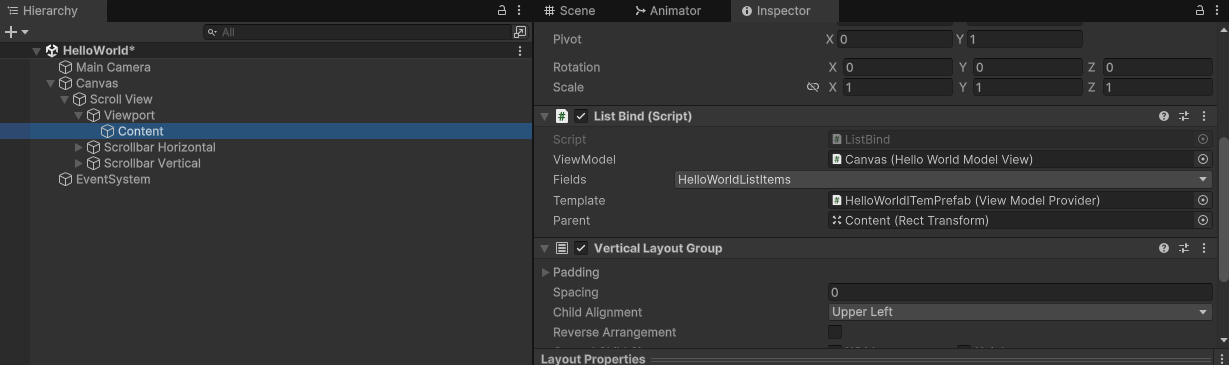 Hierarchy
All
HelloWorld*
Main Camera
Canvas
Scroll View
Viewport
Content
Scrollbar Horizontal
Scrollbar Vertical
EventSystem
Scene Animator Inspector
Pivot X 0 Y 1
Rotation X 0 Y 0 Z 0
Scale X 1 Y 1 Z 1
# List Bind (Script)
Script # ListBind
ViewModel # Canvas (Hello World Model View)
Fields HelloWorldListItems
Template # HelloWorldITemPrefab (View Model Provider)
Parent Content (Rect Transform)
Vertical Layout Group
Padding
Spacing 0
Child Alignment Upper Left
Reverse Arrangement
Layout Properties